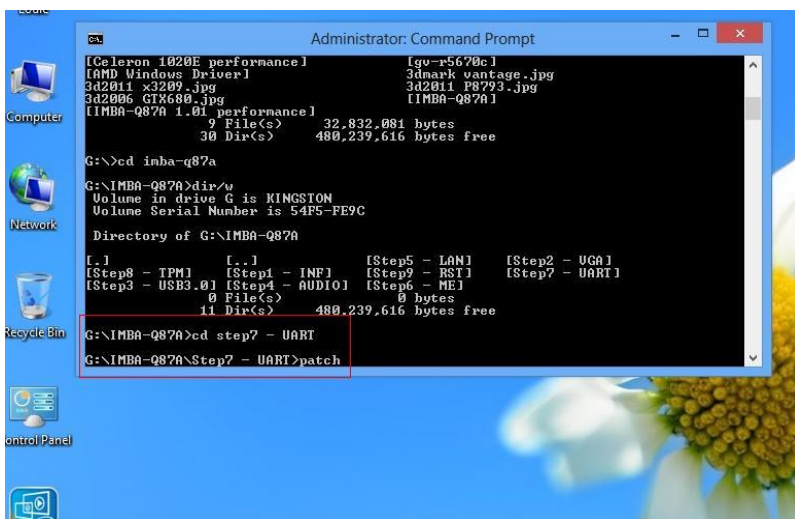 Administrator: Command Prompt
[Celeron 1020E performance] [gv-r5670c]
[AMD Windows Driver] 3dmark vantage.jpg
3d2011 x3209.jpg 3d2011 P8793.jpg
3d2006 GTX680.jpg [IMBA-Q87A]
[IMBA-Q87A 1.01 performance]
9 File(s) 32,832,081 bytes
30 Dir(s) 480,239,616 bytes free
G:\>cd imba-q87a
G:\IMBA-Q87A>dir/w
Volume in drive G is KINGSTON
Volume Serial Number is 54F5-FE9C
Directory of G:\IMBA-Q87A
[.] [..] [Step5 - LAN] [Step2 - VGA]
[Step8 - TPM] [Step1 - INF] [Step9 - RST] [Step7 - UART]
[Step3 - USB3.0] [Step4 - AUDIO] [Step6 - ME]
0 File(s) 0 bytes
11 Dir(s) 480,239,616 bytes free
G:\IMBA-Q87A>cd step7 - UART
G:\IMBA-Q87A\Step7 - UART>patch
Computer
Network
Recycle Bin
ontrol Panel